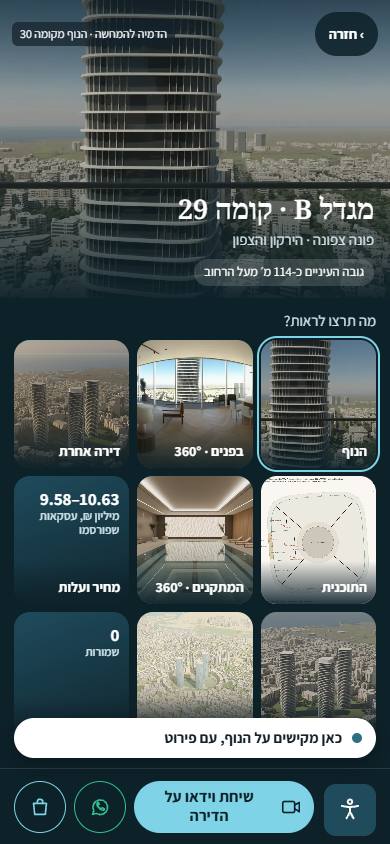 ‹ חזרה
הדמיה להמחשה · הנוף מקומה 30
מגדל B · קומה 29
פונה צפונה · הירקון והצפון
גובה העיניים כ-114 מ׳ מעל הרחוב
מה תרצו לראות?
הנוף
בפנים · 360°
דירה אחרת
התוכנית
המתקנים · 360°
9.58–10.63
מיליון ₪, עסקאות
שפורסמו
מחיר ועלות
0
שמורות
כאן מקישים על הנוף, עם פירוט
שיחת וידאו על
הדירה